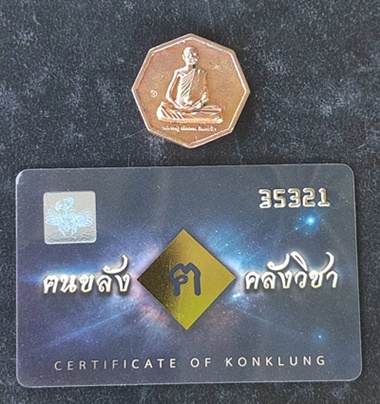 35321
คนขลัง ฅ คลังวิชา
CERTIFICATE OF KONKLUNG